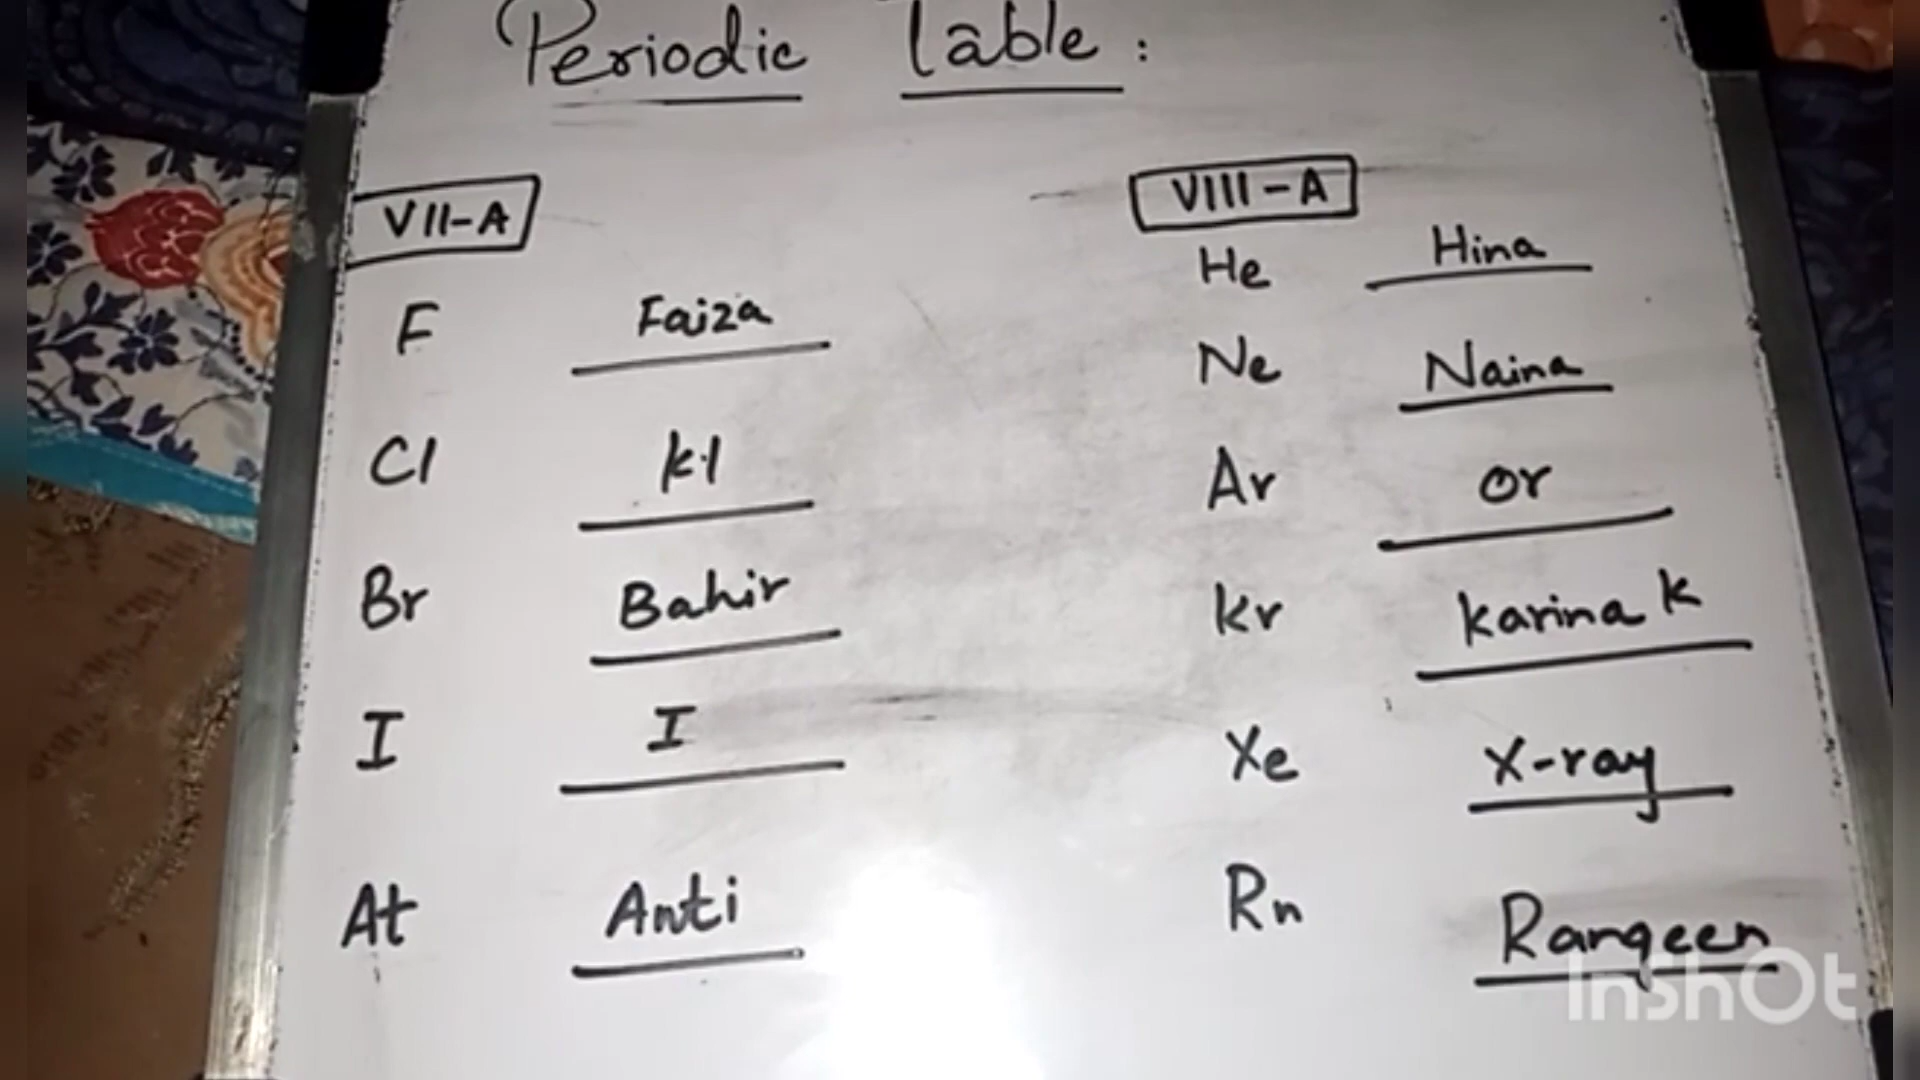 Periodic Table :
VII-A
F Faiza
Cl kl
Br Bahir
I I
At Anti
VIII-A
He Hina
Ne Naina
Ar or
Kr Karina K
Xe X-ray
Rn Rangeen
InShOt